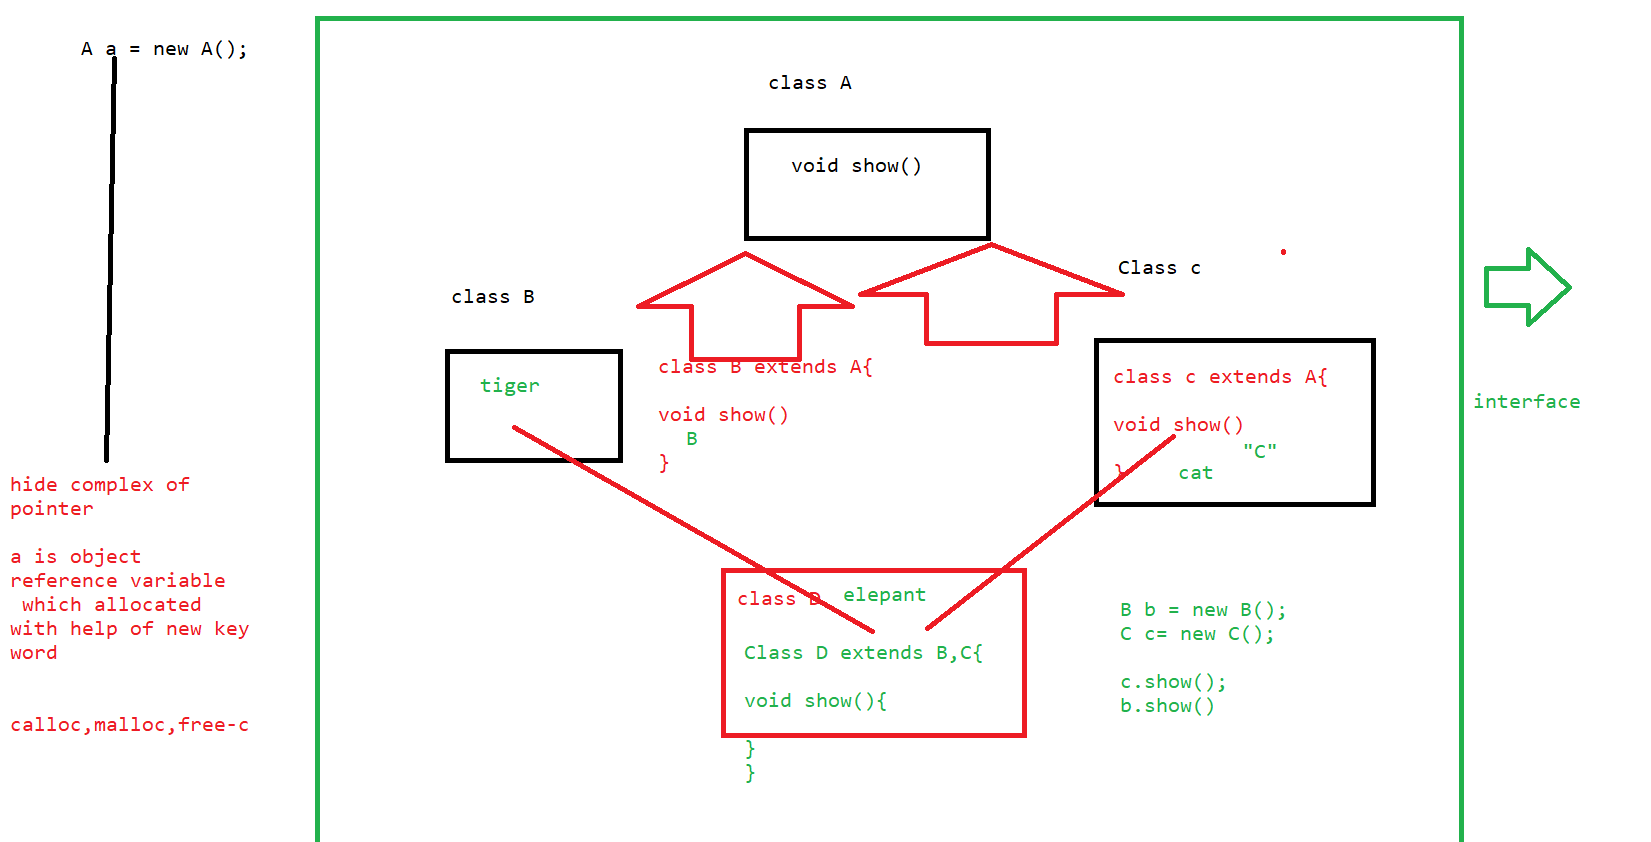 A a = new A();
class A
void show()
Class c
class B
tiger
class B extends A{
void show()
B
}
class c extends A{
void show()
"C"
} cat
interface
hide complex of
pointer
a is object
reference variable
which allocated
with help of new key
word
calloc,malloc,free-c
class D elepant
Class D extends B,C{
void show(){
}
}
B b = new B();
C c= new C();
c.show();
b.show()